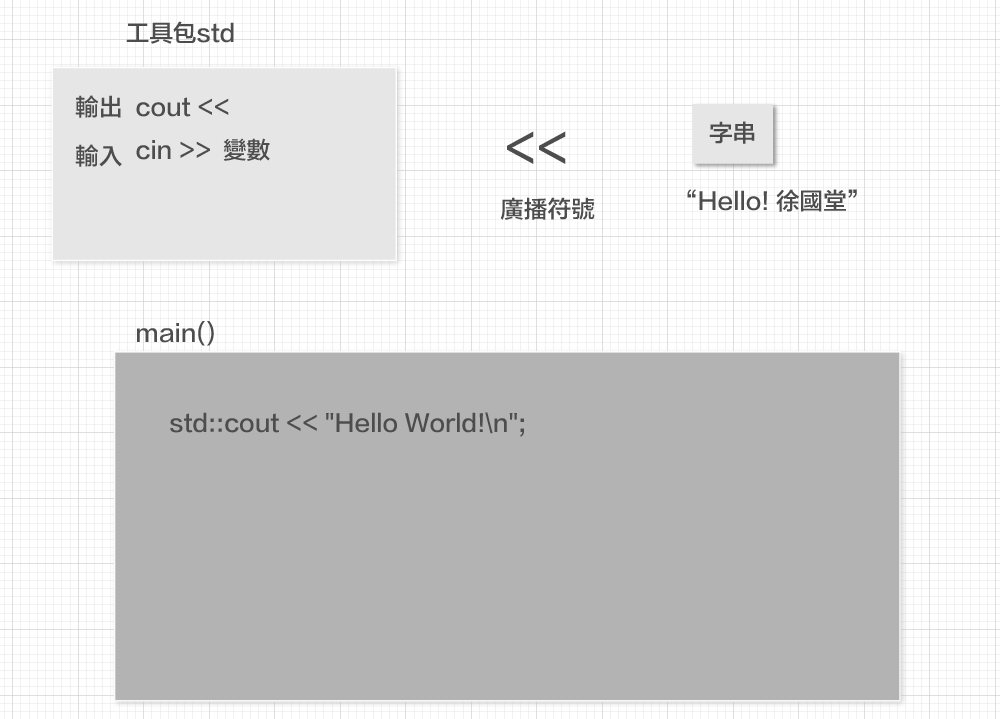 工具包std
輸出 cout <<
輸入 cin >> 變數
<<
廣播符號
字串
“Hello! 徐國堂”
main()
std::cout << "Hello World!\n";